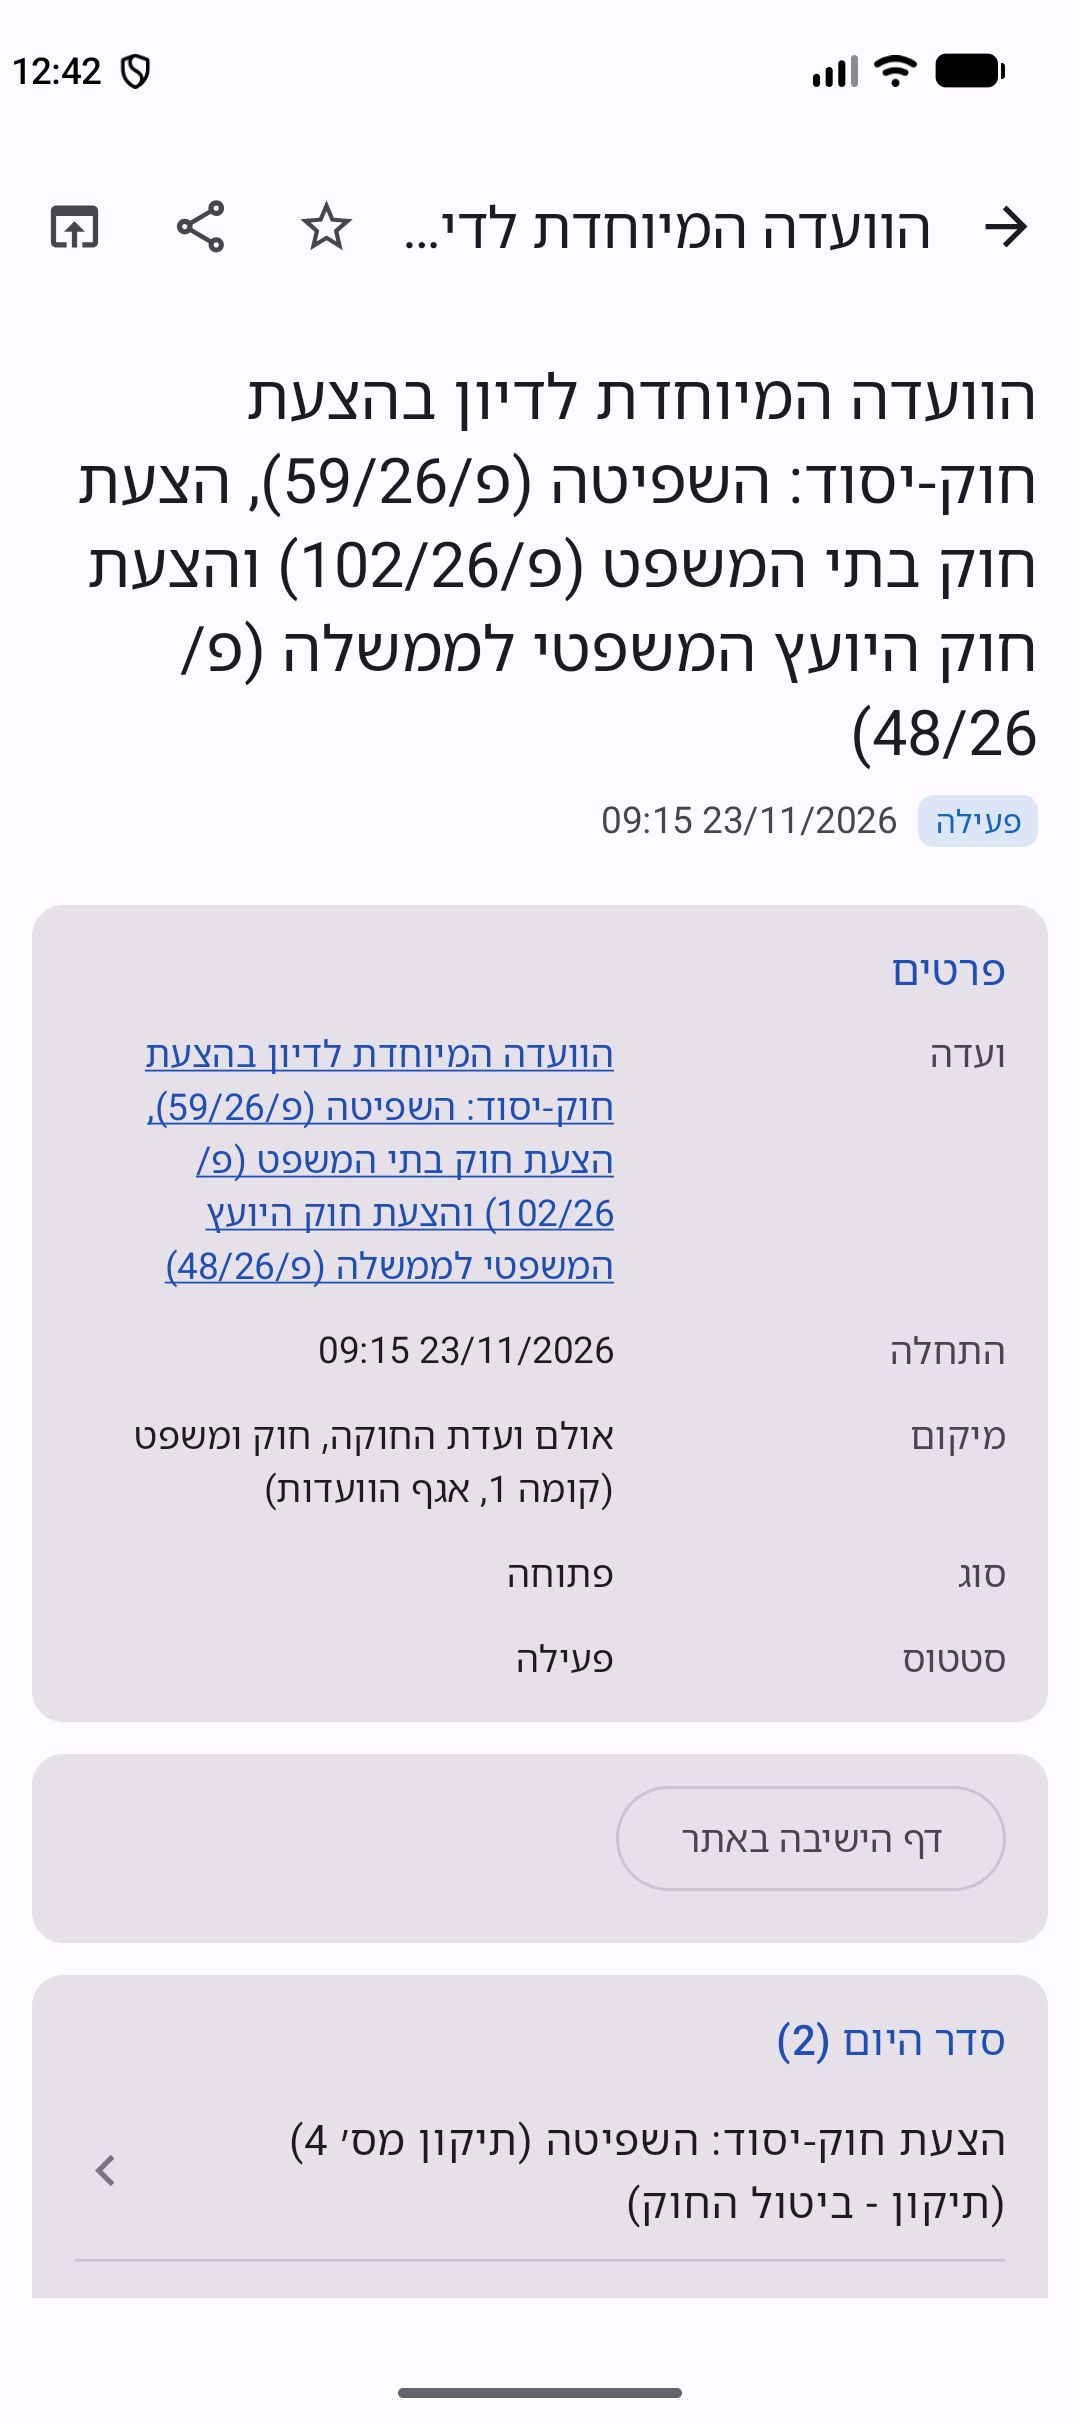 12:42
הוועדה המיוחדת לדי...
הוועדה המיוחדת לדיון בהצעת
חוק-יסוד: השפיטה (פ/59/26), הצעת
חוק בתי המשפט (פ/102/26) והצעת
חוק היועץ המשפטי לממשלה (פ/
48/26)
פעילה 23/11/2026 09:15
פרטים
ועדה
הוועדה המיוחדת לדיון בהצעת
חוק-יסוד: השפיטה (פ/59/26),
הצעת חוק בתי המשפט (פ/
102/26) והצעת חוק היועץ
המשפטי לממשלה (פ/48/26)
התחלה 23/11/2026 09:15
מיקום אולם ועדת החוקה, חוק ומשפט
(קומה 1, אגף הוועדות)
סוג פתוחה
סטטוס פעילה
דף הישיבה באתר
סדר היום (2)
הצעת חוק-יסוד: השפיטה (תיקון מס׳ 4)
(תיקון - ביטול החוק)